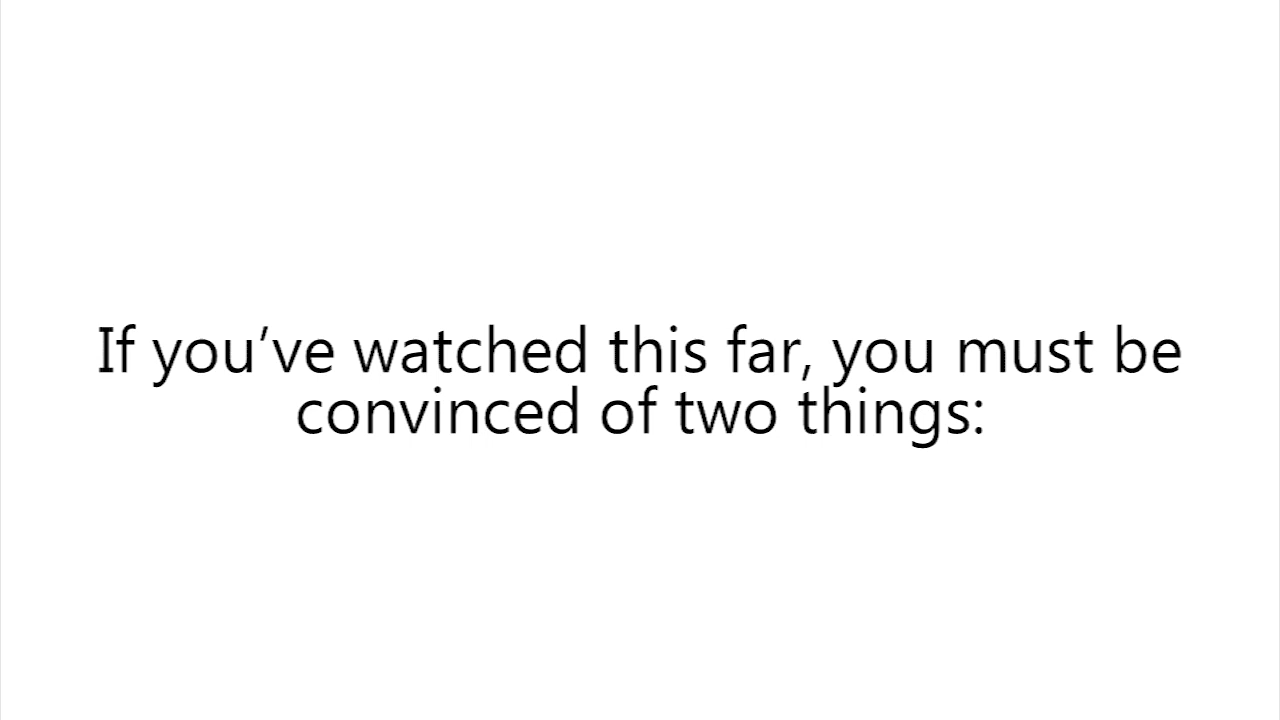 If you’ve watched this far, you must be
convinced of two things: